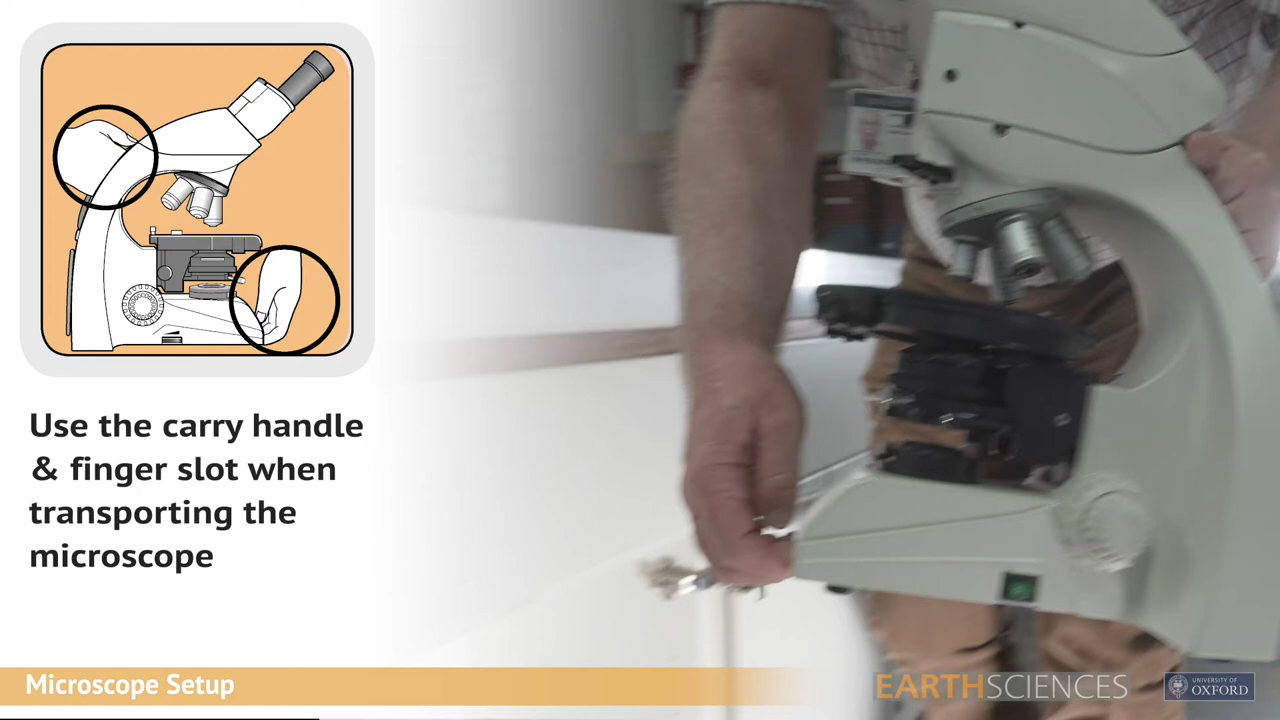 Use the carry handle
& finger slot when
transporting the
microscope
Microscope Setup
EARTHSCIENCES
UNIVERSITY OF
OXFORD